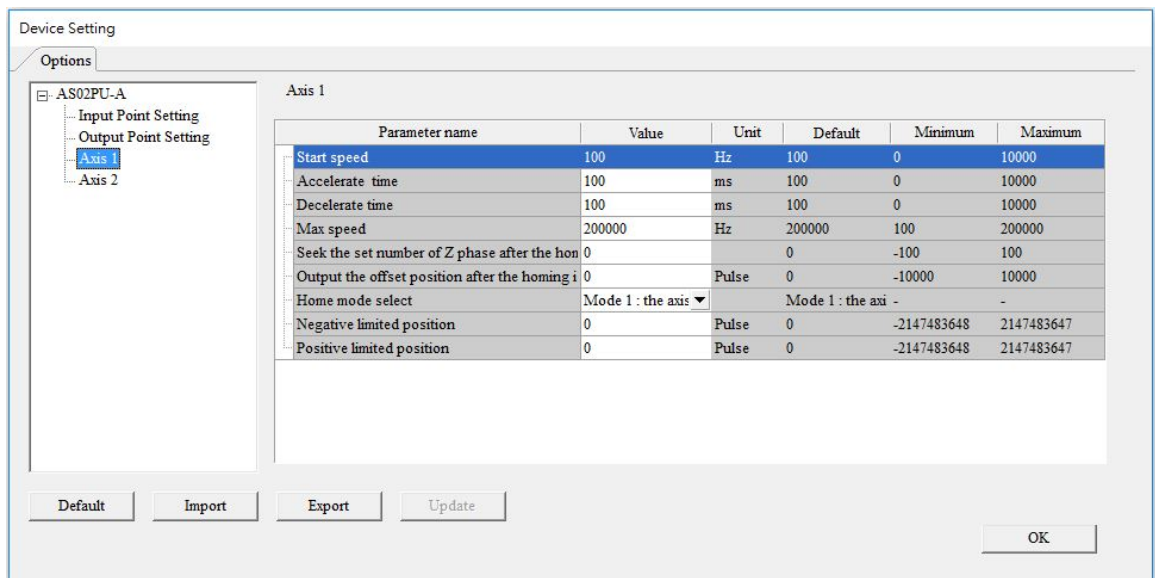 Device Setting
Options
AS02PU-A
Input Point Setting
Output Point Setting
Axis 1
Axis 2
Axis 1
Parameter name Value Unit Default Minimum Maximum
Start speed 100 Hz 100 0 10000
Accelerate time 100 ms 100 0 10000
Decelerate time 100 ms 100 0 10000
Max speed 200000 Hz 200000 100 200000
Seek the set number of Z phase after the hon 0 0 -100 100
Output the offset position after the homing i 0 Pulse 0 -10000 10000
Home mode select Mode 1 : the axis Mode 1 : the axi - -
Negative limited position 0 Pulse 0 -2147483648 2147483647
Positive limited position 0 Pulse 0 -2147483648 2147483647
Default Import Export Update
OK